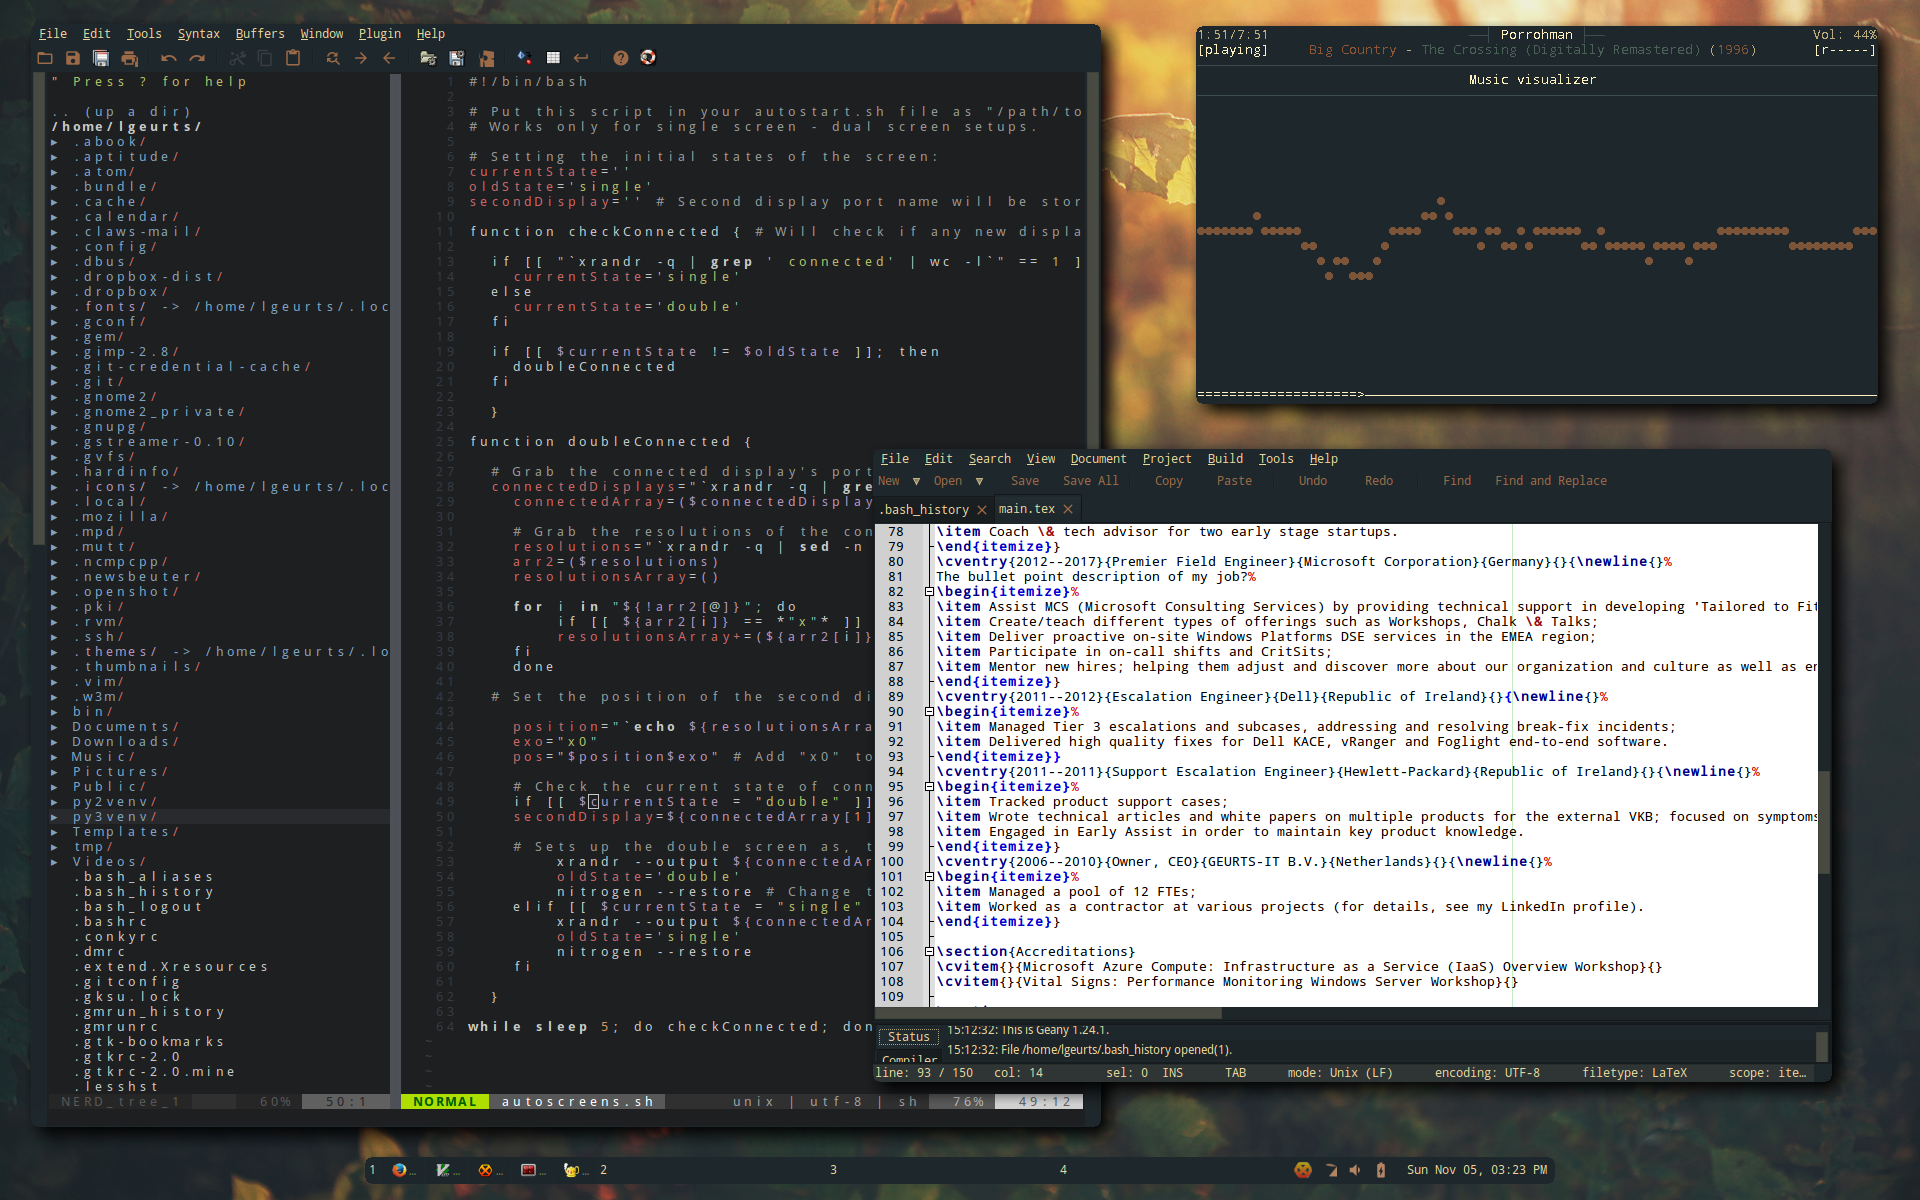 File Edit Tools Syntax Buffers Window Plugin Help
" Press ? for help
.. (up a dir)
/home/lgeurts/
▸ .abook/
▸ .aptitude/
▸ .atom/
▸ .bundle/
▸ .cache/
▸ .calendar/
▸ .claws-mail/
▸ .config/
▸ .dbus/
▸ .dropbox-dist/
▸ .dropbox/
▸ .fonts/ -> /home/lgeurts/.loc
▸ .gconf/
▸ .gem/
▸ .gimp-2.8/
▸ .git-credential-cache/
▸ .git/
▸ .gnome2/
▸ .gnome2_private/
▸ .gnupg/
▸ .gstreamer-0.10/
▸ .gvfs/
▸ .hardinfo/
▸ .icons/ -> /home/lgeurts/.loc
▸ .local/
▸ .mozilla/
▸ .mpd/
▸ .mutt/
▸ .ncmpcpp/
▸ .newsbeuter/
▸ .openshot/
▸ .pki/
▸ .rvm/
▸ .ssh/
▸ .themes/ -> /home/lgeurts/.lo
▸ .thumbnails/
▸ .vim/
▸ .w3m/
▸ bin/
▸ Documents/
▸ Downloads/
▸ Music/
▸ Pictures/
▸ Public/
▸ py2venv/
▸ py3venv/
▸ Templates/
▸ tmp/
▸ Videos/
.bash_aliases
.bash_history
.bash_logout
.bashrc
.conkyrc
.dmrc
.extend.Xresources
.gitconfig
.gksu.lock
.gmrun_history
.gmrunrc
.gtk-bookmarks
.gtkrc-2.0
.gtkrc-2.0.mine
.lesshst
NERD_tree_1 60% 50:1
1 #!/bin/bash
2
3 # Put this script in your autostart.sh file as "/path/to
4 # Works only for single screen - dual screen setups.
5
6 # Setting the initial states of the screen:
7 currentState=''
8 oldState='single'
9 secondDisplay='' # Second display port name will be stor
10
11 function checkConnected { # Will check if any new displa
12
13 if [[ "`xrandr -q | grep ' connected' | wc -l`" == 1 ]
14 currentState='single'
15 else
16 currentState='double'
17 fi
18
19 if [[ $currentState != $oldState ]]; then
20 doubleConnected
21 fi
22
23 }
24
25 function doubleConnected {
26
27 # Grab the connected display's port
28 connectedDisplays="`xrandr -q | gre
29 connectedArray=($connectedDisplay
30
31 # Grab the resolutions of the con
32 resolutions="`xrandr -q | sed -n
33 arr2=($resolutions)
34 resolutionsArray=()
35
36 for i in "${!arr2[@]}"; do
37 if [[ ${arr2[i]} == *"x"* ]]
38 resolutionsArray+=(${arr2[i]}
39 fi
40 done
41
42 # Set the position of the second di
43
44 position="`echo ${resolutionsArra
45 exo="x0"
46 pos="$position$exo" # Add "x0" to
47
48 # Check the current state of conn
49 if [[ $currentState = "double" ]]
50 secondDisplay=${connectedArray[1]
51
52 # Sets up the double screen as, t
53 xrandr --output ${connectedAr
54 oldState='double'
55 nitrogen --restore # Change t
56 elif [[ $currentState = "single"
57 xrandr --output ${connectedAr
58 oldState='single'
59 nitrogen --restore
60 fi
61
62 }
63
64 while sleep 5; do checkConnected; don
~
~
~
~
NORMAL autoscreens.sh unix | utf-8 | sh 76% 49:12
1:51/7:51 Porrohman Vol: 44%
[playing] Big Country - The Crossing (Digitally Remastered) (1996) [r-----]
Music visualizer
====================>
File Edit Search View Document Project Build Tools Help
New Open Save Save All Copy Paste Undo Redo Find Find and Replace
.bash_history main.tex
78 \item Coach \& tech advisor for two early stage startups.
79 \end{itemize}}
80 \cventry{2012--2017}{Premier Field Engineer}{Microsoft Corporation}{Germany}{}{\newline{}%
81 The bullet point description of my job?%
82 \begin{itemize}%
83 \item Assist MCS (Microsoft Consulting Services) by providing technical support in developing 'Tailored to Fit
84 \item Create/teach different types of offerings such as Workshops, Chalk \& Talks;
85 \item Deliver proactive on-site Windows Platforms DSE services in the EMEA region;
86 \item Participate in on-call shifts and CritSits;
87 \item Mentor new hires; helping them adjust and discover more about our organization and culture as well as en
88 \end{itemize}}
89 \cventry{2011--2012}{Escalation Engineer}{Dell}{Republic of Ireland}{}{\newline{}%
90 \begin{itemize}%
91 \item Managed Tier 3 escalations and subcases, addressing and resolving break-fix incidents;
92 \item Delivered high quality fixes for Dell KACE, vRanger and Foglight end-to-end software.
93 \end{itemize}}
94 \cventry{2011--2011}{Support Escalation Engineer}{Hewlett-Packard}{Republic of Ireland}{}{\newline{}%
95 \begin{itemize}%
96 \item Tracked product support cases;
97 \item Wrote technical articles and white papers on multiple products for the external VKB; focused on symptoms
98 \item Engaged in Early Assist in order to maintain key product knowledge.
99 \end{itemize}}
100 \cventry{2006--2010}{Owner, CEO}{GEURTS-IT B.V.}{Netherlands}{}{\newline{}%
101 \begin{itemize}%
102 \item Managed a pool of 12 FTEs;
103 \item Worked as a contractor at various projects (for details, see my LinkedIn profile).
104 \end{itemize}}
105
106 \section{Accreditations}
107 \cvitem{}{Microsoft Azure Compute: Infrastructure as a Service (IaaS) Overview Workshop}{}
108 \cvitem{}{Vital Signs: Performance Monitoring Windows Server Workshop}{}
109
Status 15:12:32: This is Geany 1.24.1.
Compiler 15:12:32: File /home/lgeurts/.bash_history opened(1).
line: 93 / 150 col: 14 sel: 0 INS TAB mode: Unix (LF) encoding: UTF-8 filetype: LaTeX scope: ite…
1 ... ... ... ... ... 2 3 4 Sun Nov 05, 03:23 PM